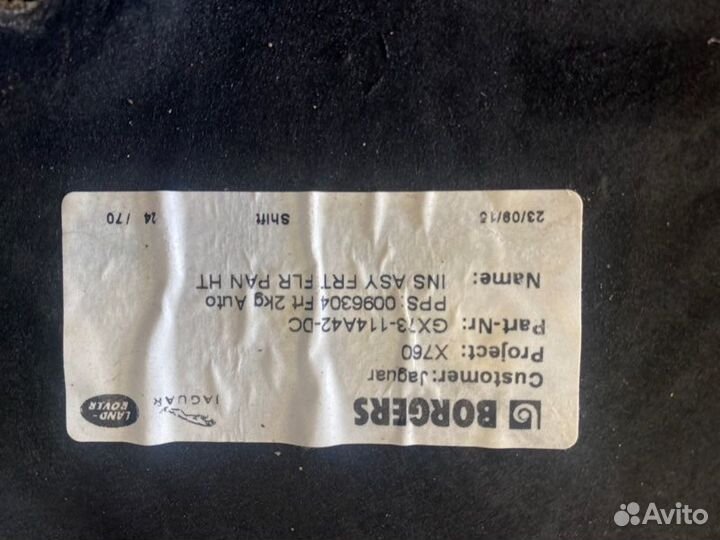 BORGERS
JAGUAR
LAND-
ROVER
Customer: Jaguar
Project: X760
Part-Nr: GX73-114A42-DC
PPS: 0096304 Frt 2kg Auto
Name: INS ASY FRT FLR PAN HT
23/09/15 Shift 24 /70
Avito